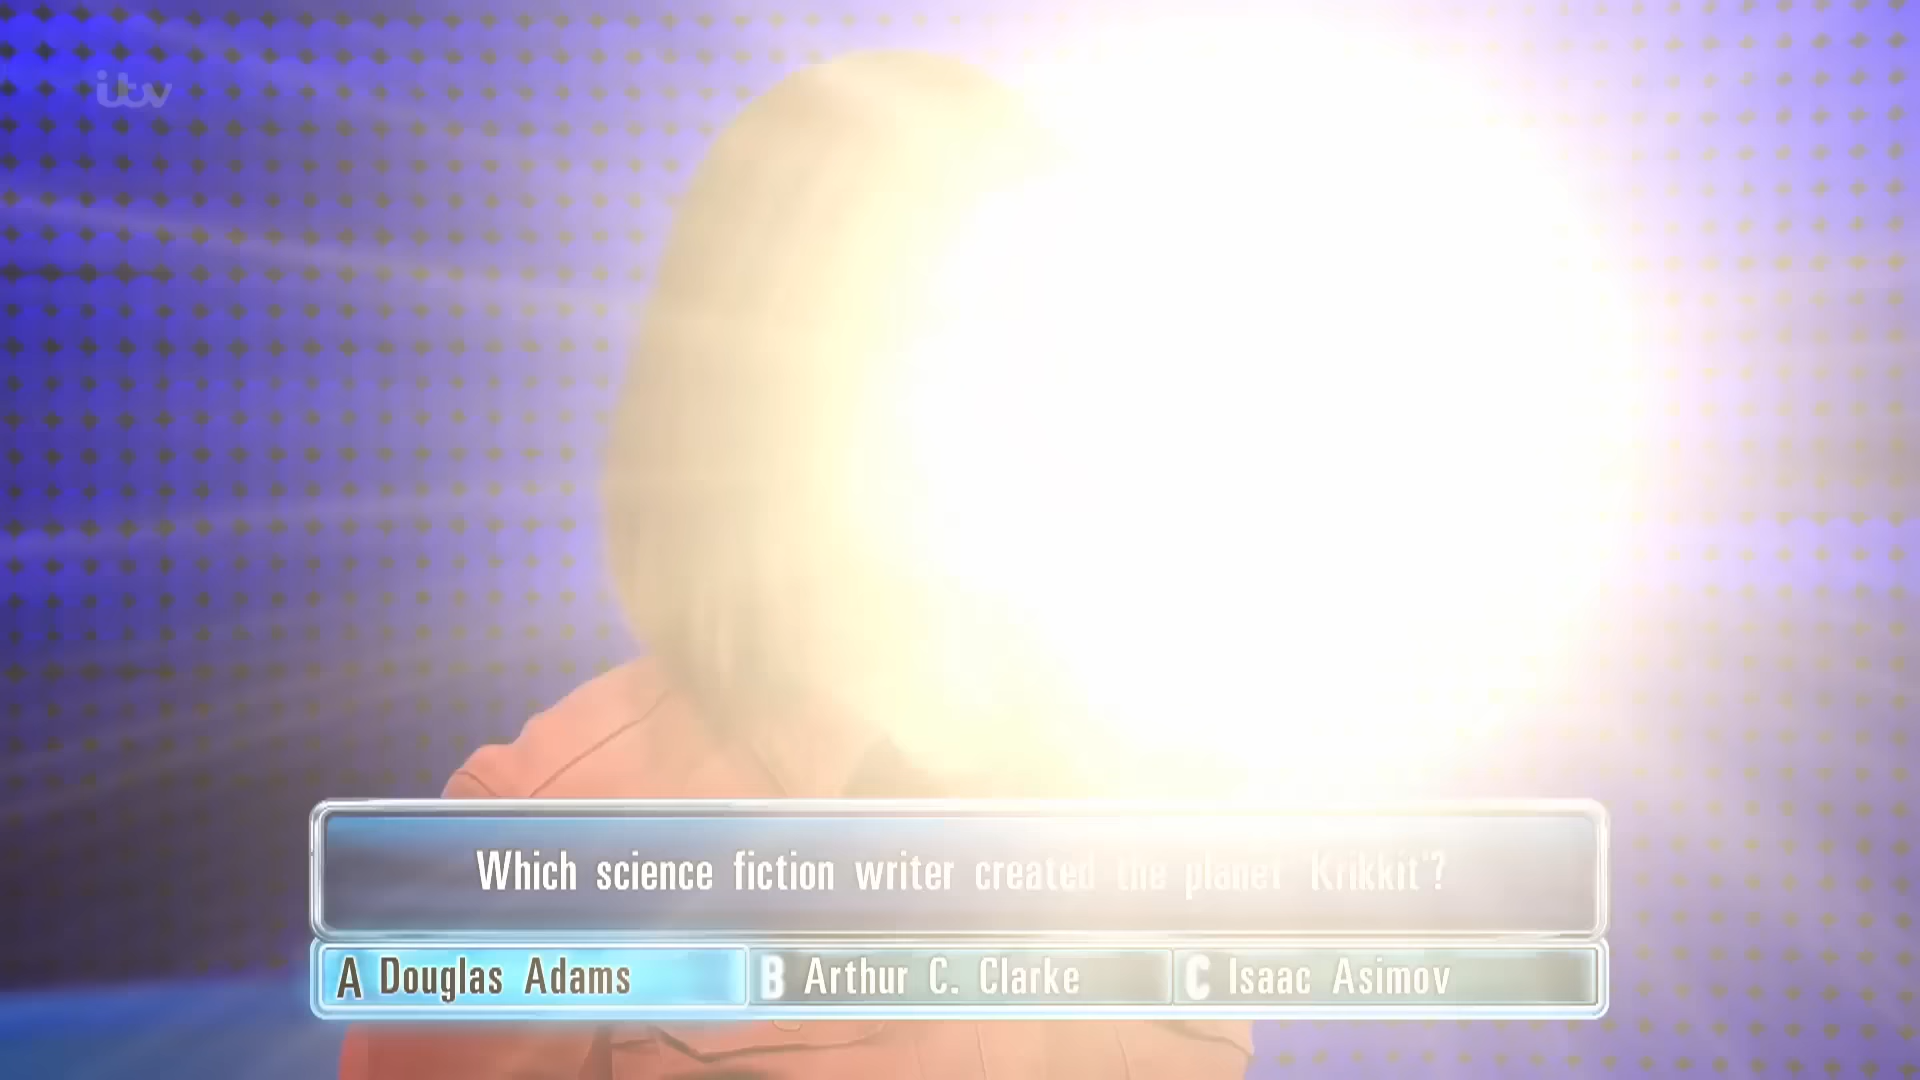 itv
Which science fiction writer created the planet 'Krikkit'?
A Douglas Adams
B Arthur C. Clarke
C Isaac Asimov